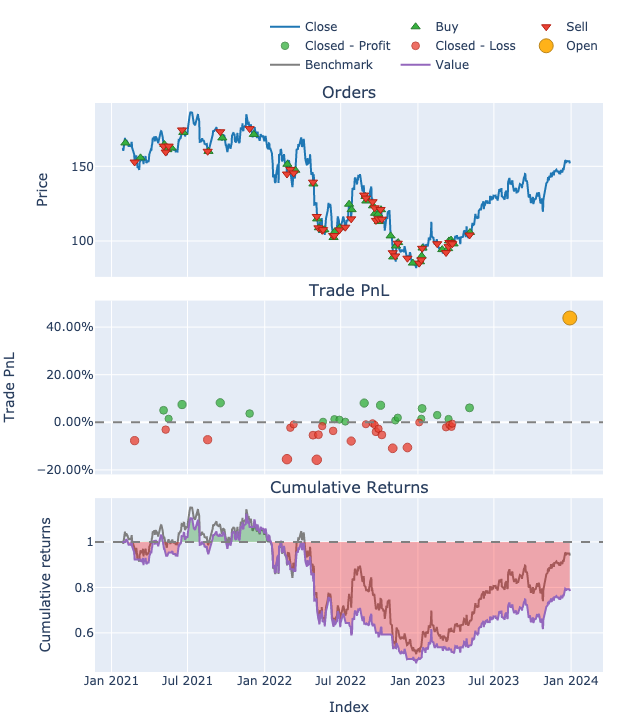 Close Buy Sell
Closed - Profit Closed - Loss Open
Benchmark Value
Orders
Price
150
100
Trade PnL
Trade PnL
40.00%
20.00%
0.00%
−20.00%
Cumulative Returns
Cumulative returns
1
0.8
0.6
Jan 2021 Jul 2021 Jan 2022 Jul 2022 Jan 2023 Jul 2023 Jan 2024
Index